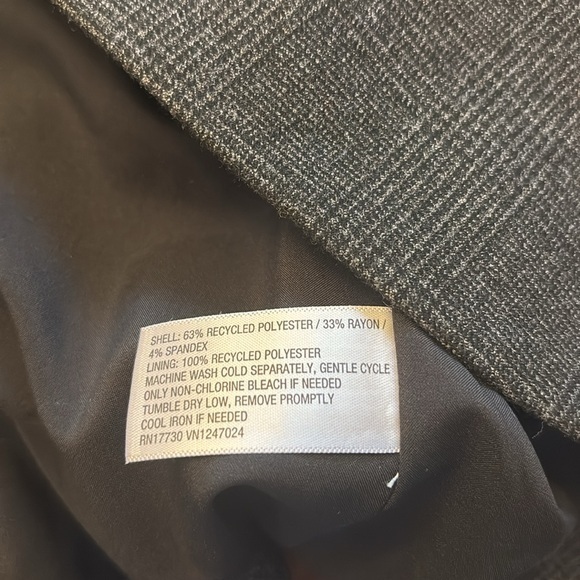 SHELL: 63% RECYCLED POLYESTER / 33% RAYON /
4% SPANDEX
LINING: 100% RECYCLED POLYESTER
MACHINE WASH COLD SEPARATELY, GENTLE CYCLE
ONLY NON-CHLORINE BLEACH IF NEEDED
TUMBLE DRY LOW, REMOVE PROMPTLY
COOL IRON IF NEEDED
RN17730 VN1247024